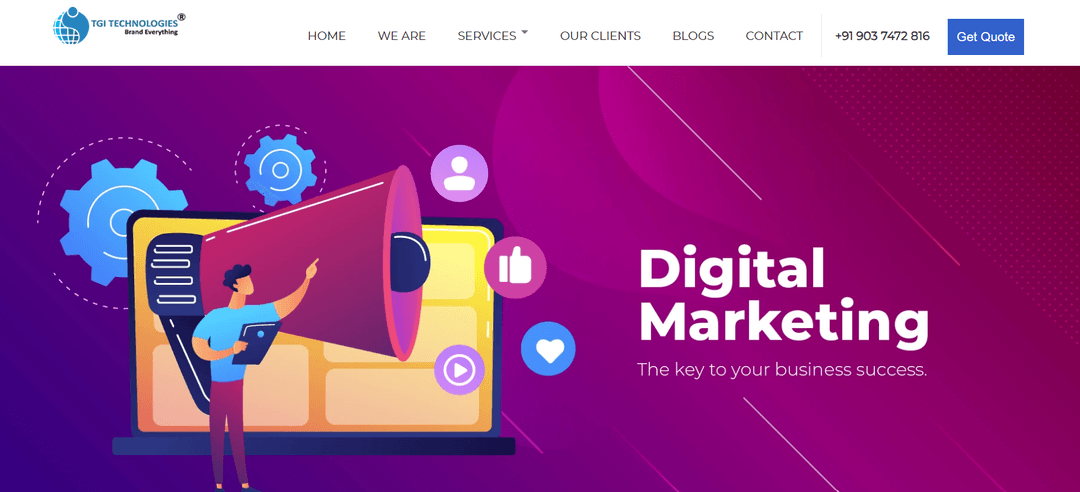 TGI TECHNOLOGIES®
Brand Everything
HOME WE ARE SERVICES OUR CLIENTS BLOGS CONTACT +91 903 7472 816 Get Quote
Digital
Marketing
The key to your business success.